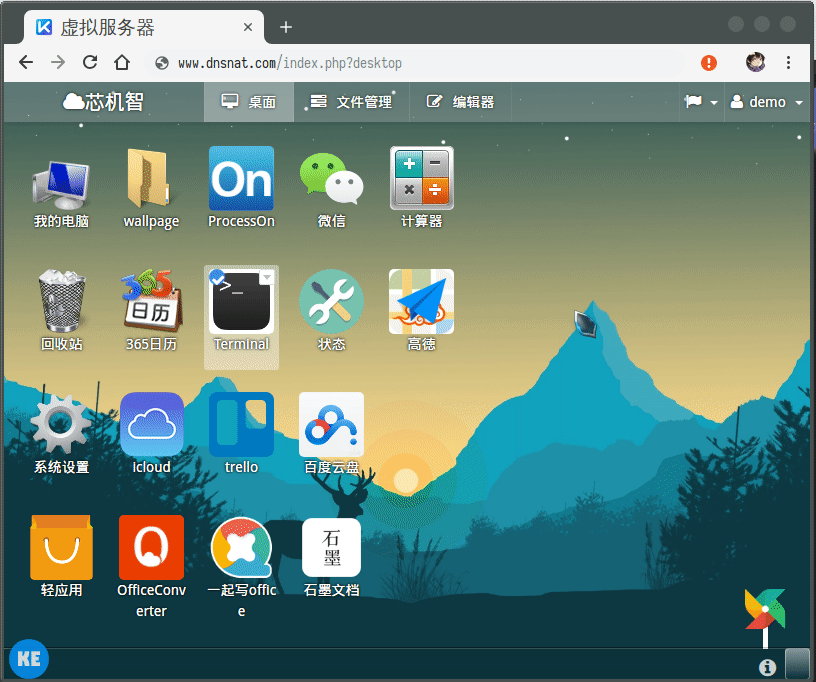 虚拟服务器
www.dnsnat.com/index.php?desktop
芯机智
桌面
文件管理
编辑器
demo
我的电脑
wallpage
On
ProcessOn
微信
计算器
回收站
365
日历
365日历
>_
Terminal
状态
高徳
系统设置
icloud
trello
百度云盘
轻应用
OfficeConv
erter
一起写offic
e
石
墨
石墨文档
KE